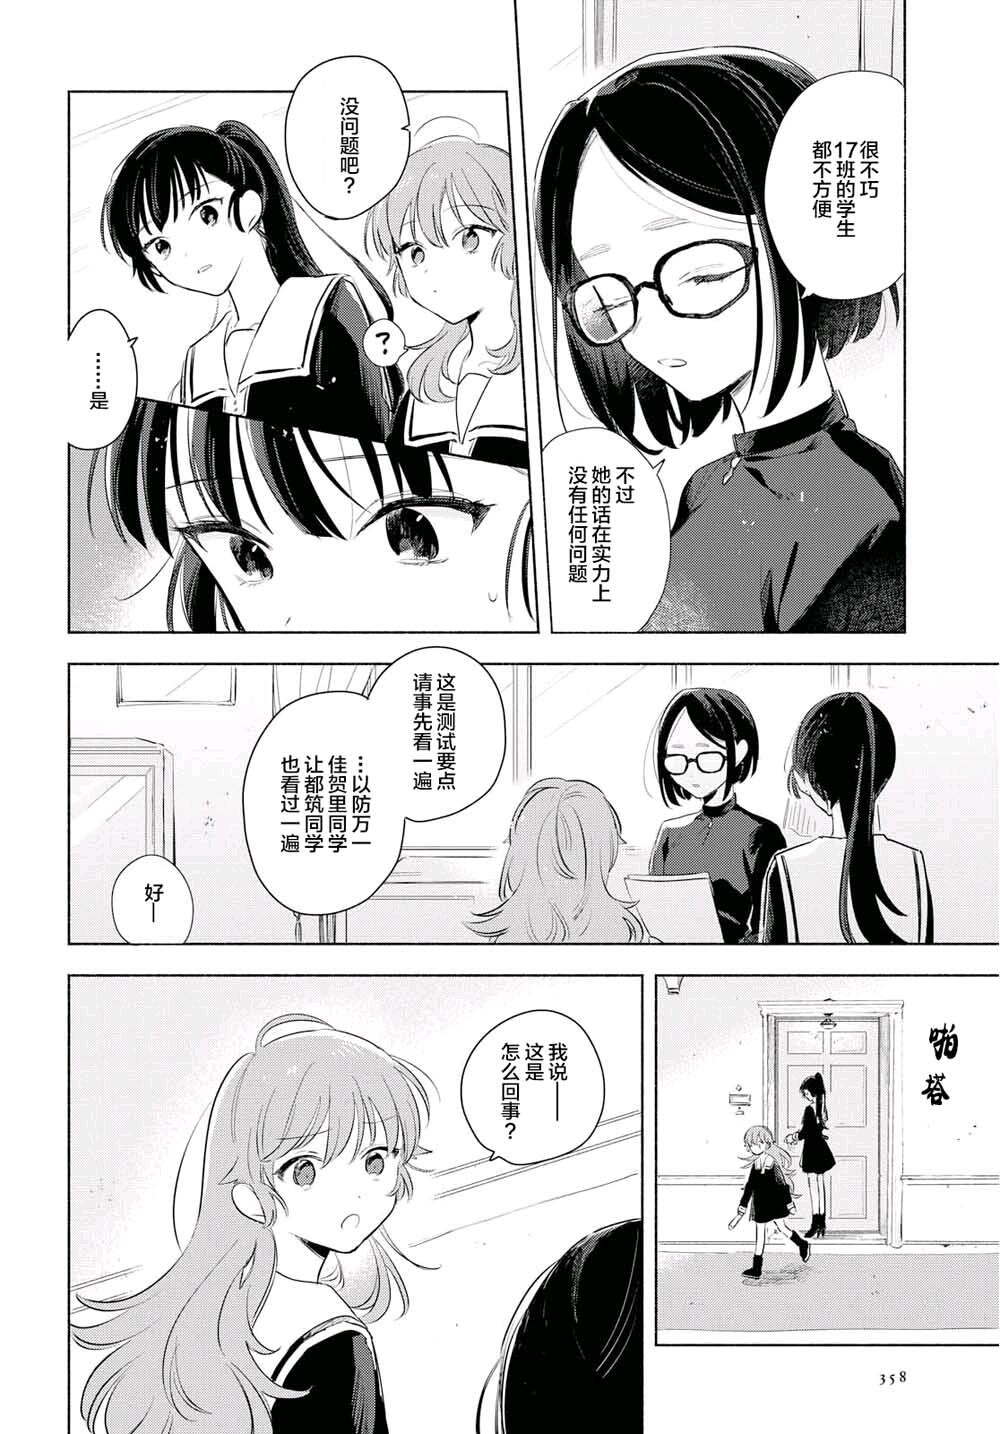 很不巧
17班的学生
都不方便
不过
她的话在实力上
没有任何问题
没问题吧？
？
……是
这是测试要点
请事先看一遍
…以防万一
佳贺里同学
让都筑同学
也看过一遍
好—
啪
塔
我说——
这是
怎么回事？
358